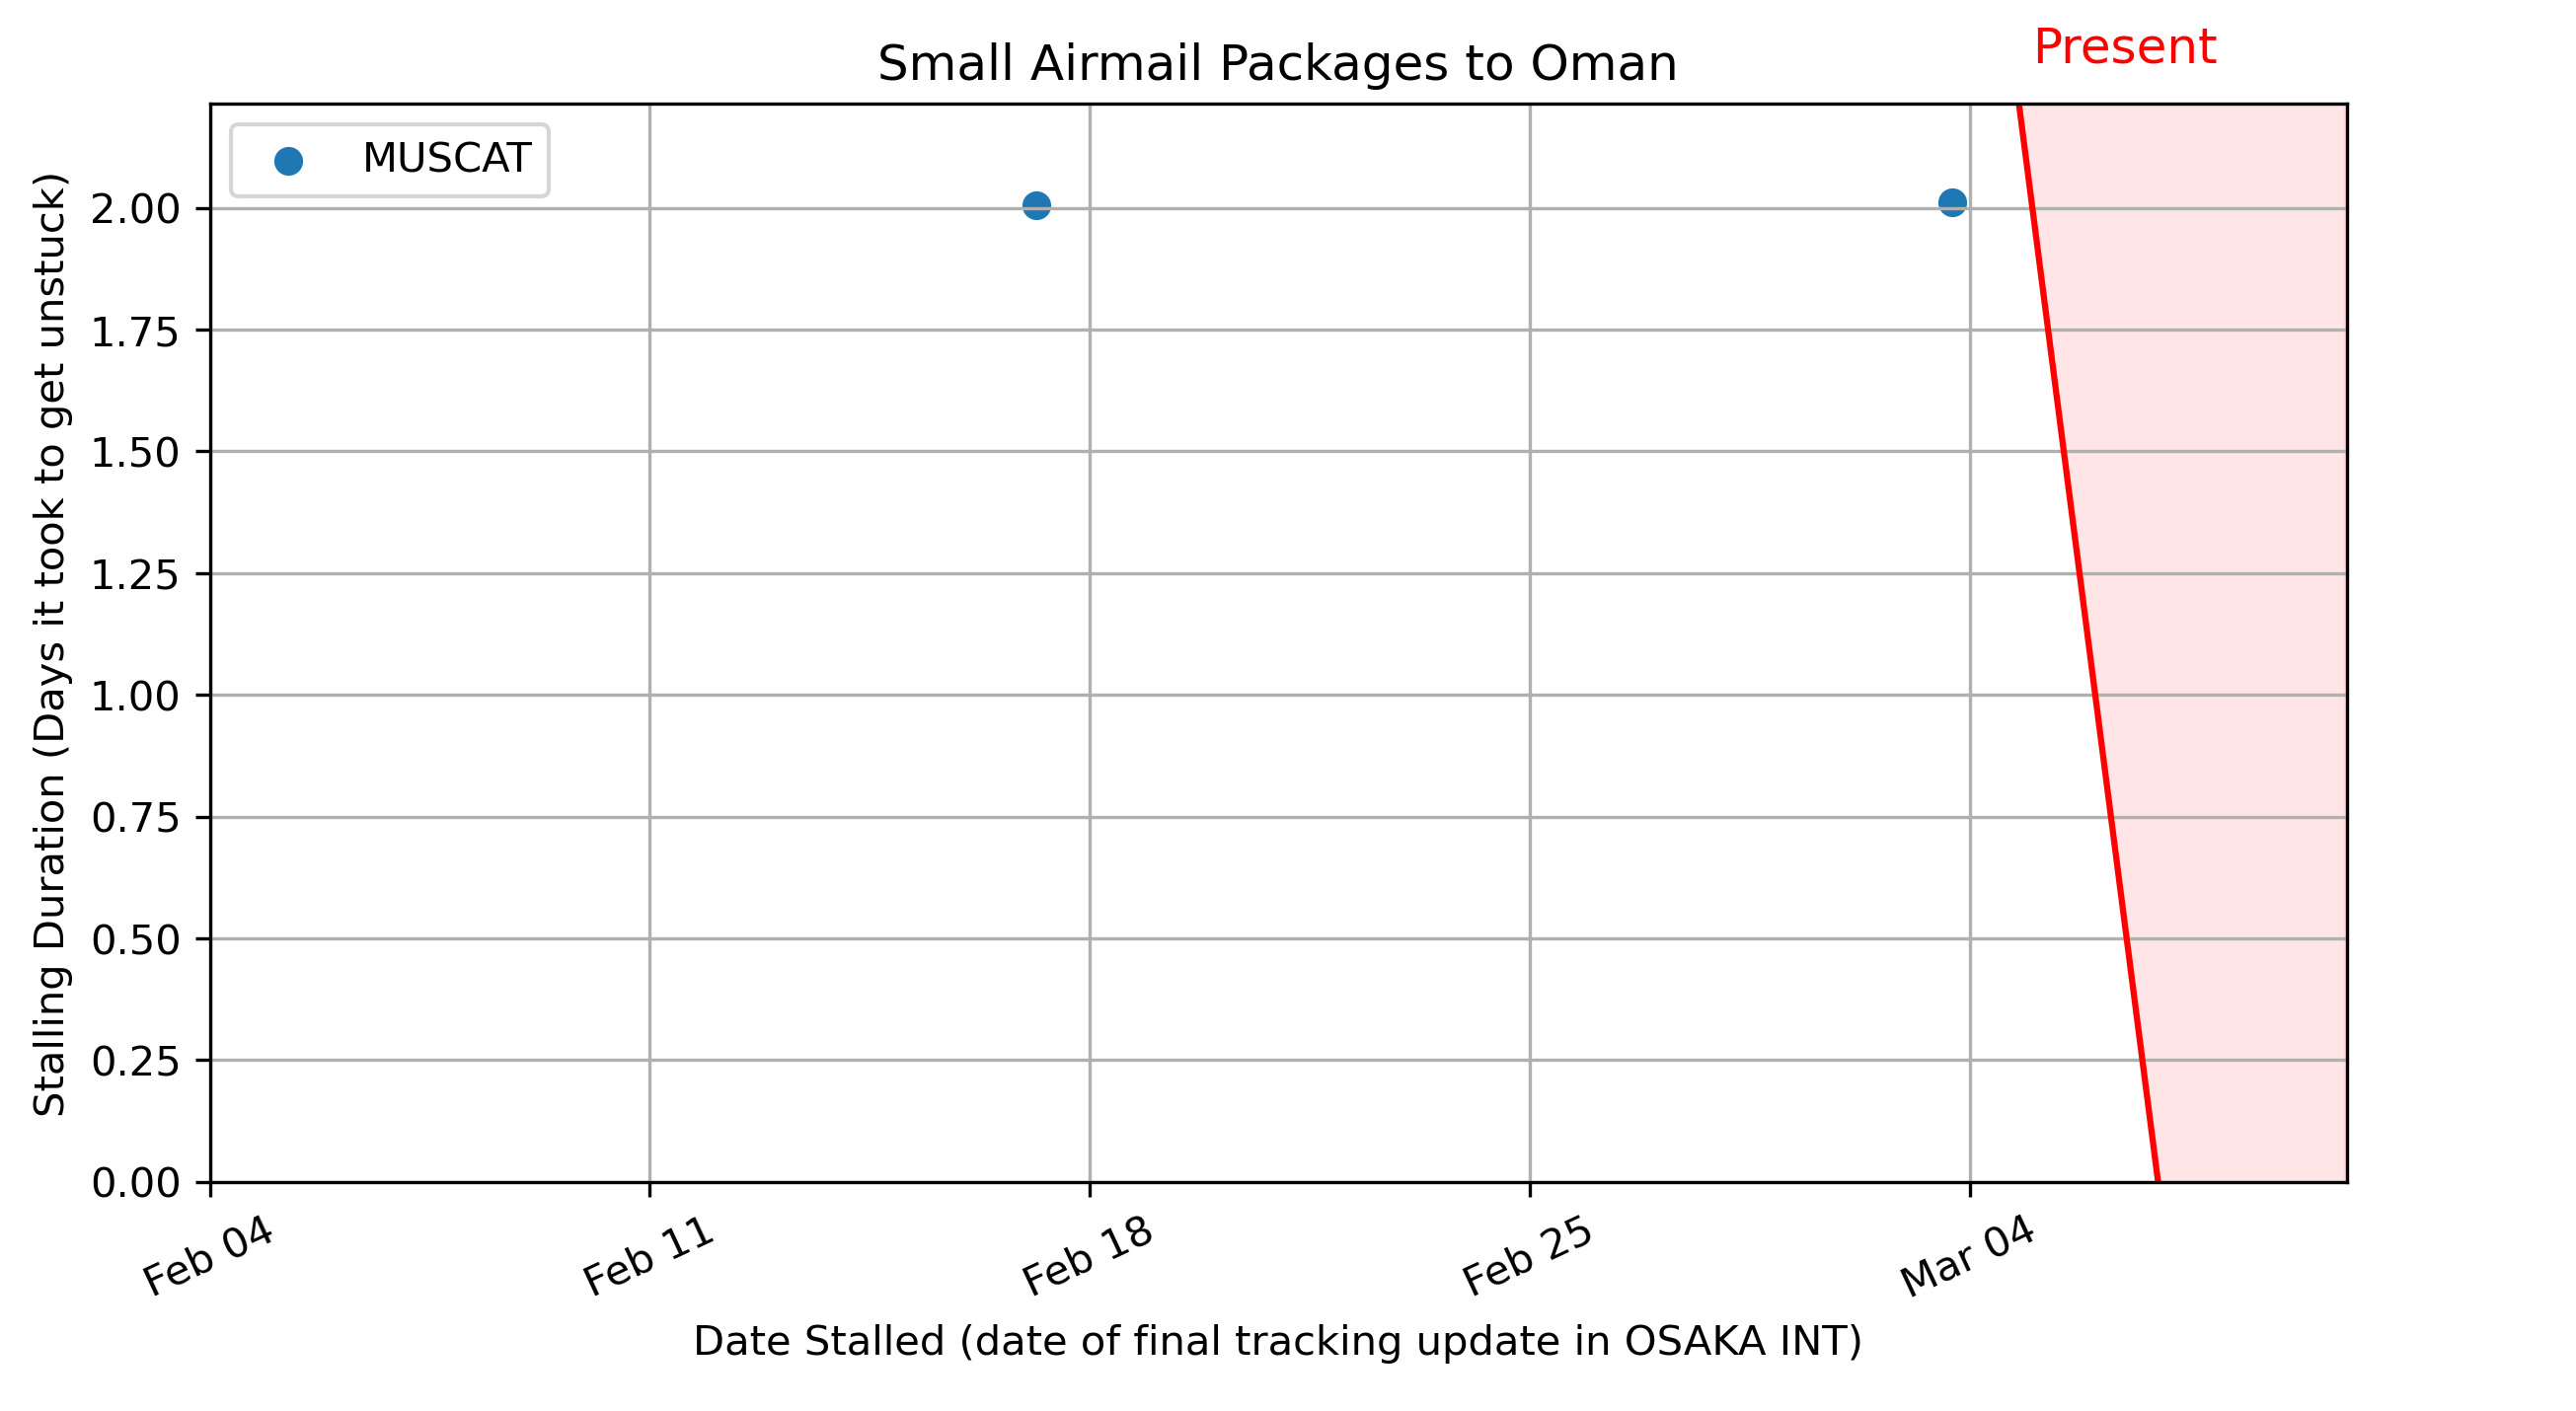 Present
Small Airmail Packages to Oman
MUSCAT
Stalling Duration (Days it took to get unstuck)
2.00
1.75
1.50
1.25
1.00
0.75
0.50
0.25
0.00
Feb 04
Feb 11
Feb 18
Feb 25
Mar 04
Date Stalled (date of final tracking update in OSAKA INT)